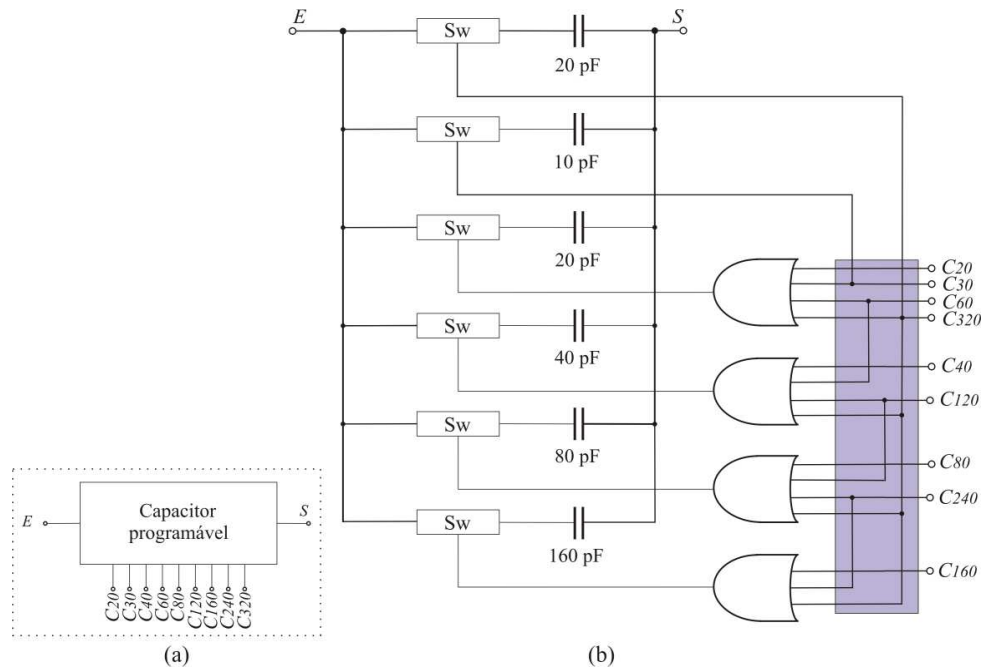 E
S
Sw
20 pF
Sw
10 pF
Sw
20 pF
C20
C30
C60
C320
Sw
40 pF
C40
C120
Sw
80 pF
C80
C240
Sw
160 pF
C160
E
Capacitor
programável
S
C20
C30
C40
C60
C80
C120
C160
C240
C320
(a)
(b)